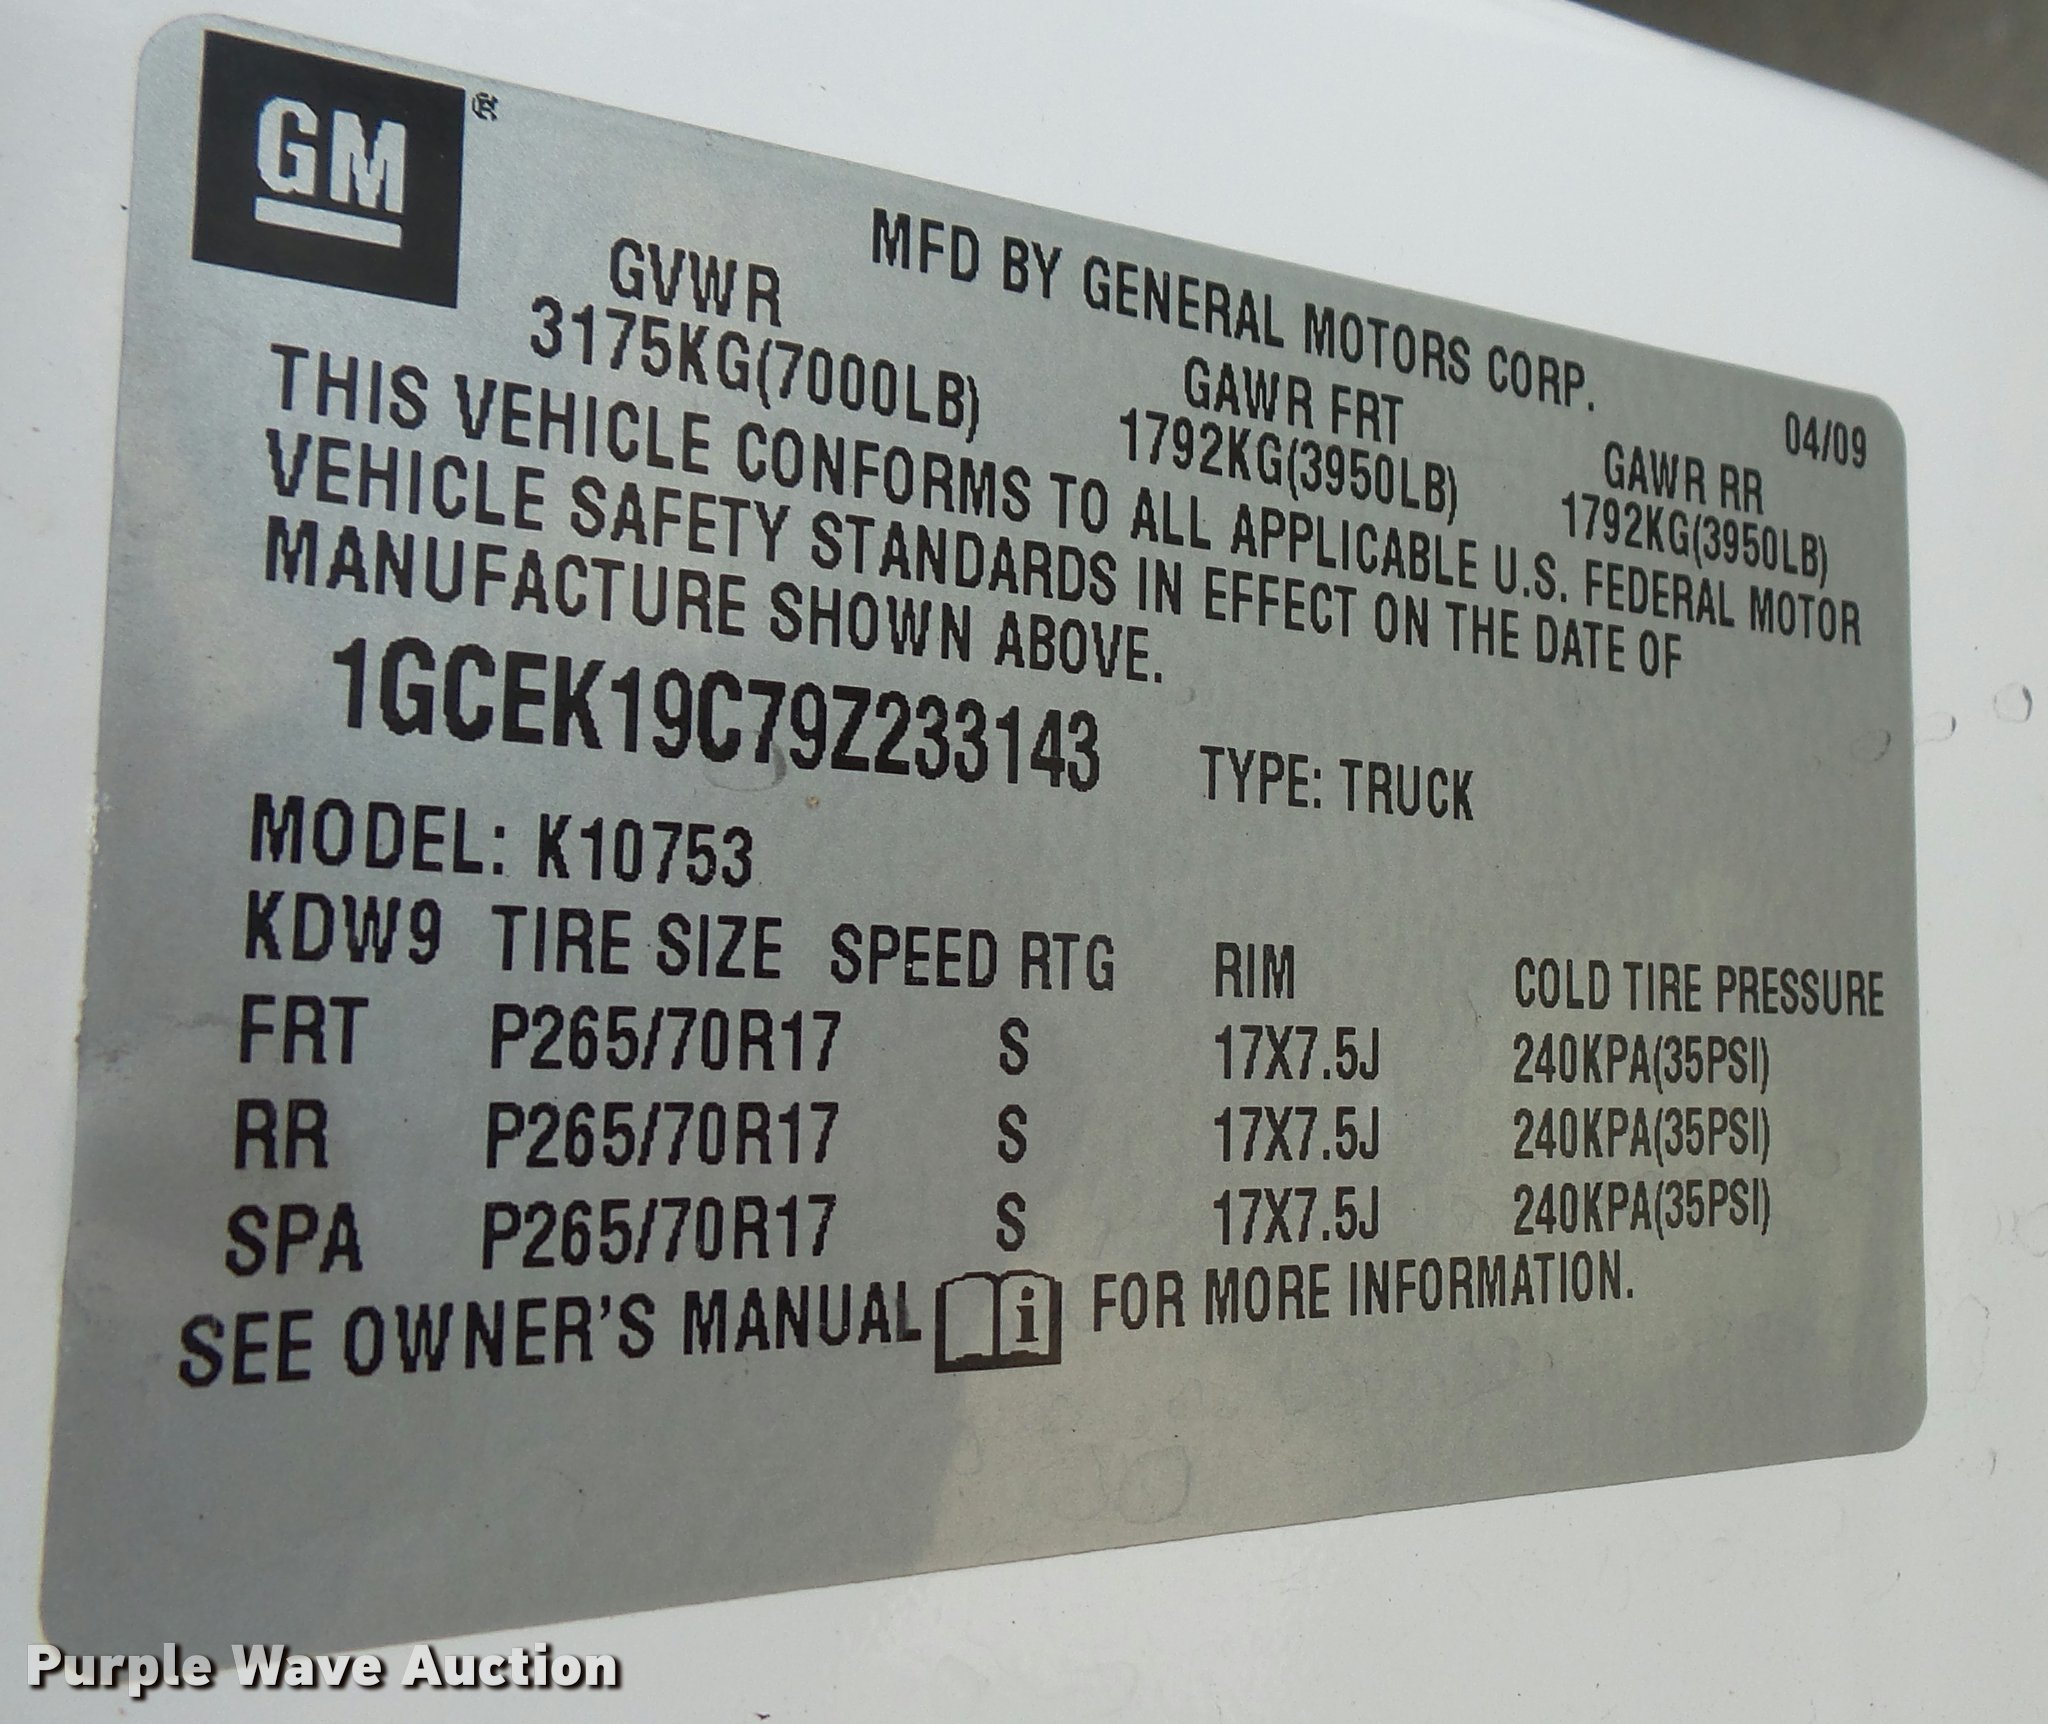 GM®
MFD BY GENERAL MOTORS CORP. 04/09
GVWR GAWR FRT GAWR RR
3175KG(7000LB) 1792KG(3950LB) 1792KG(3950LB)
THIS VEHICLE CONFORMS TO ALL APPLICABLE U.S. FEDERAL MOTOR
VEHICLE SAFETY STANDARDS IN EFFECT ON THE DATE OF
MANUFACTURE SHOWN ABOVE.
1GCEK19C79Z233143 TYPE: TRUCK
MODEL: K10753
KDW9 TIRE SIZE SPEED RTG RIM COLD TIRE PRESSURE
FRT P265/70R17 S 17X7.5J 240KPA(35PSI)
RR P265/70R17 S 17X7.5J 240KPA(35PSI)
SPA P265/70R17 S 17X7.5J 240KPA(35PSI)
SEE OWNER'S MANUAL i FOR MORE INFORMATION.
Purple Wave Auction